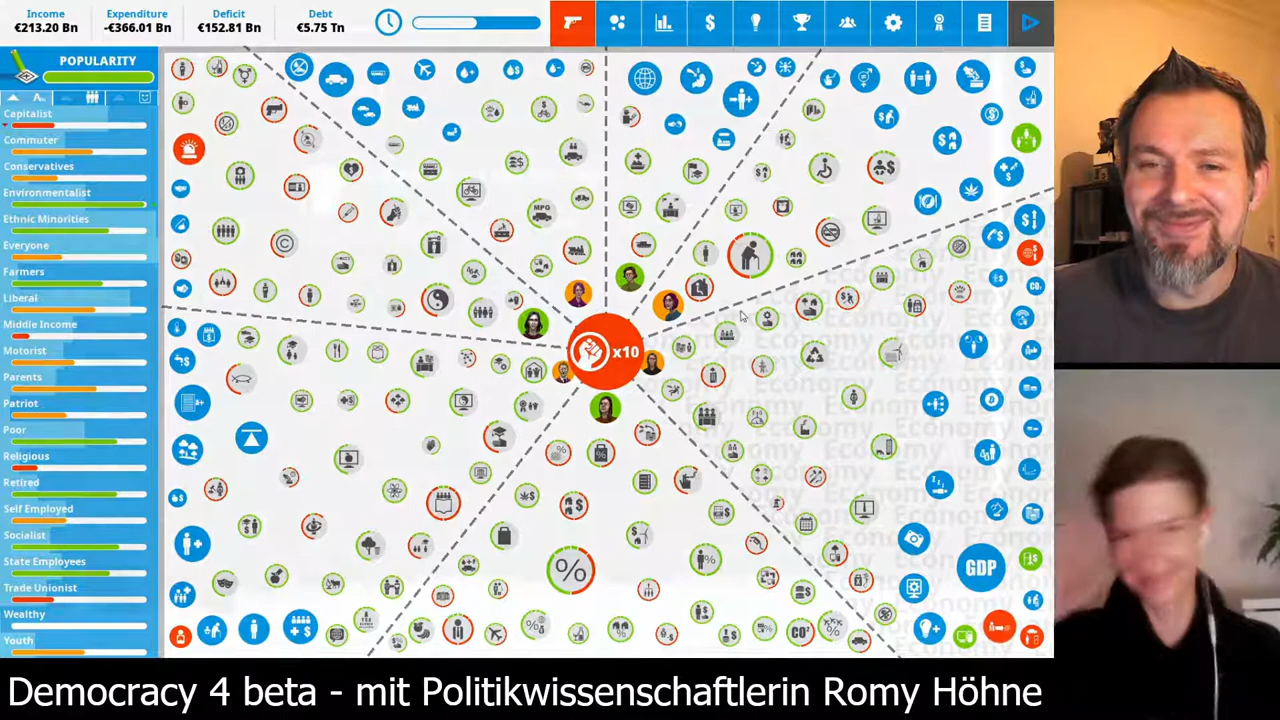 Income
€213.20 Bn
Expenditure
-€366.01 Bn
Deficit
€152.81 Bn
Debt
€5.75 Tn
POPULARITY
Capitalist
Commuter
Conservatives
Environmentalist
Ethnic Minorities
Everyone
Farmers
Liberal
Middle Income
Motorist
Parents
Patriot
Poor
Religious
Retired
Self Employed
Socialist
State Employees
Trade Unionist
Wealthy
Youth
x10
MPG
%
GDP
CO²
Economy
Democracy 4 beta - mit Politikwissenschaftlerin Romy Höhne